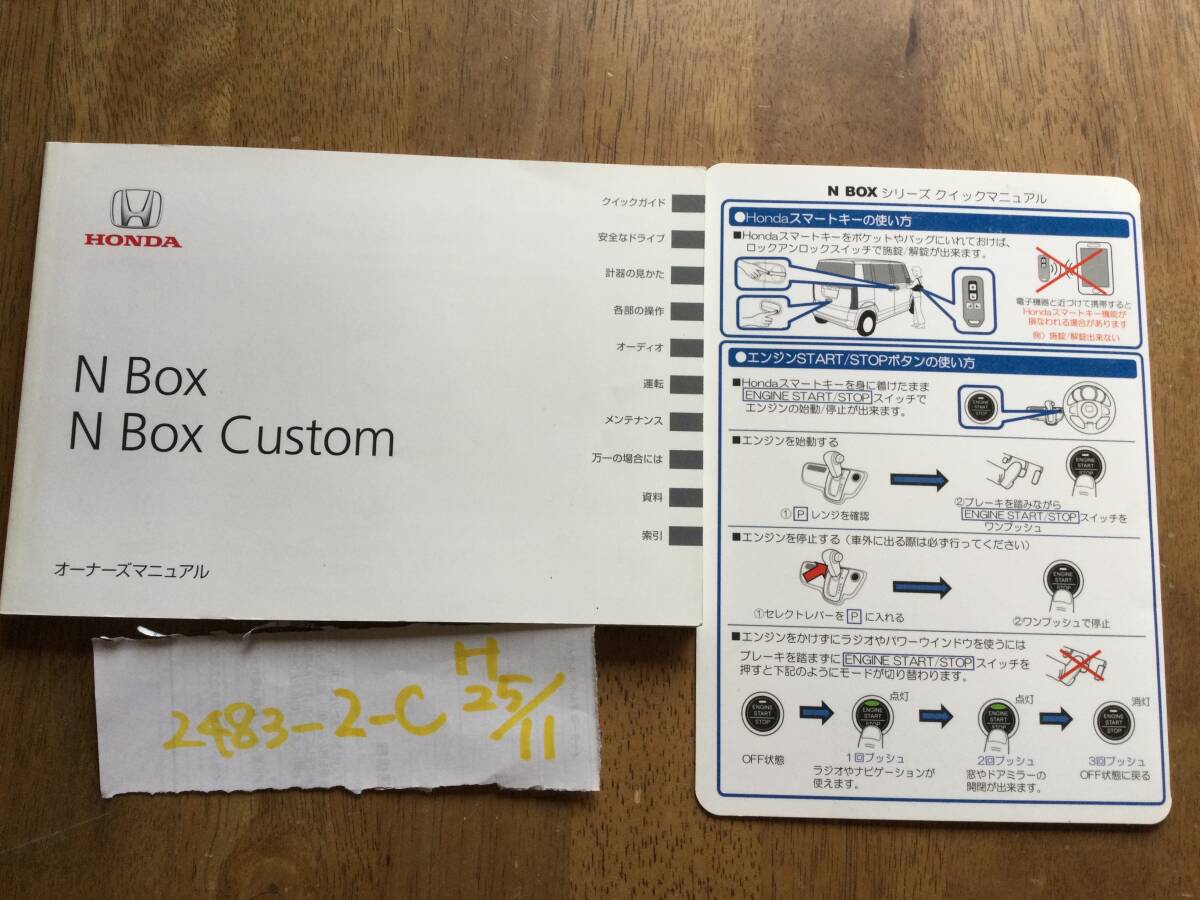 HONDA
N Box
N Box Custom
オーナーズマニュアル
クイックガイド
安全なドライブ
計器の見かた
各部の操作
オーディオ
運転
メンテナンス
万一の場合には
資料
索引
2483-2-C
H
25/11
N BOX シリーズ クイックマニュアル
●Hondaスマートキーの使い方
■Hondaスマートキーをポケットやバッグにいれておけば、
ロックアンロックスイッチで施錠/解錠が出来ます。
電子機器と近づけて携帯すると
Hondaスマートキー機能が
損なわれる場合があります
例）施錠/解錠出来ない
●エンジンSTART/STOPボタンの使い方
■Hondaスマートキーを身に着けたまま
ENGINE START/STOP スイッチで
エンジンの始動/停止が出来ます。
ENGINE
START
STOP
■エンジンを始動する
ENGINE
START
STOP
①P レンジを確認
②ブレーキを踏みながら
ENGINE START/STOP スイッチを
ワンプッシュ
■エンジンを停止する（車外に出る際は必ず行ってください）
ENGINE
START
STOP
①セレクトレバーを P に入れる
②ワンプッシュで停止
■エンジンをかけずにラジオやパワーウインドウを使うには
ブレーキを踏まずに ENGINE START/STOP スイッチを
押すと下記のようにモードが切り替わります。
ENGINE
START
STOP
OFF状態
点灯
ENGINE
START
STOP
1回プッシュ
ラジオやナビゲーションが
使えます。
点灯
ENGINE
START
STOP
2回プッシュ
窓やドアミラーの
開閉が出来ます。
消灯
ENGINE
START
STOP
3回プッシュ
OFF状態に戻る